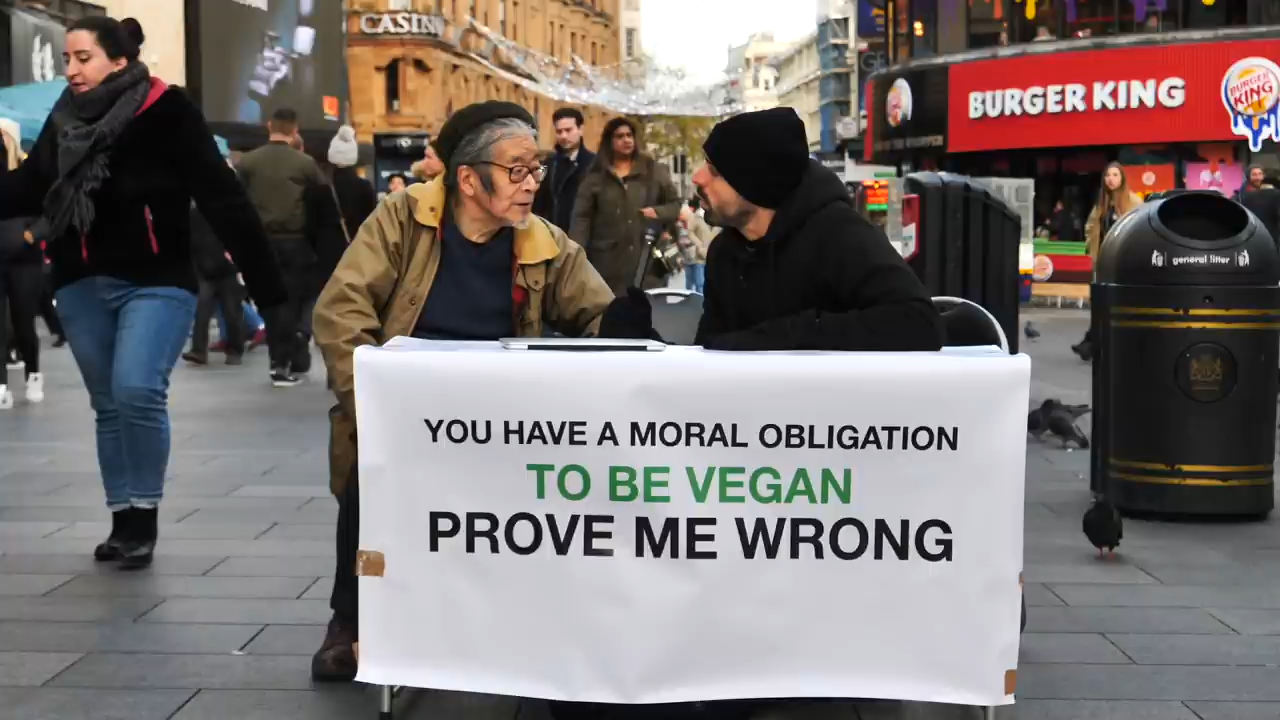 CASIN
BURGER KING
BURGER
KING
general litter
YOU HAVE A MORAL OBLIGATION
TO BE VEGAN
PROVE ME WRONG